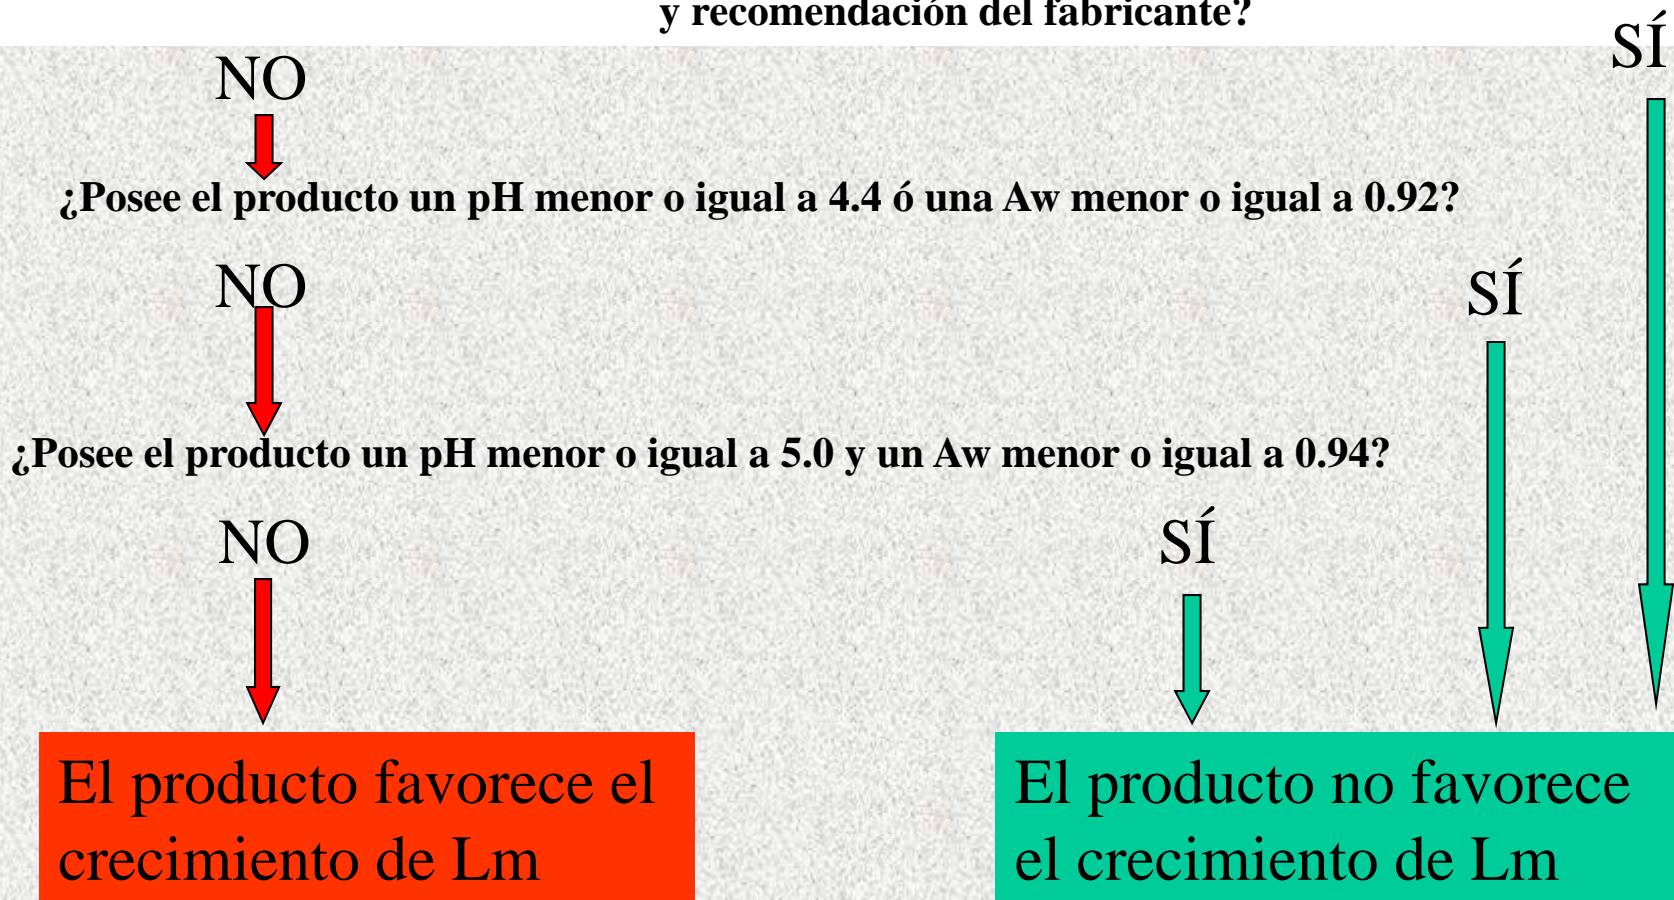 y recomendación del fabricante?
SÍ
NO
¿Posee el producto un pH menor o igual a 4.4 ó una Aw menor o igual a 0.92?
NO
SÍ
¿Posee el producto un pH menor o igual a 5.0 y un Aw menor o igual a 0.94?
NO
SÍ
El producto favorece el
crecimiento de Lm
El producto no favorece
el crecimiento de Lm